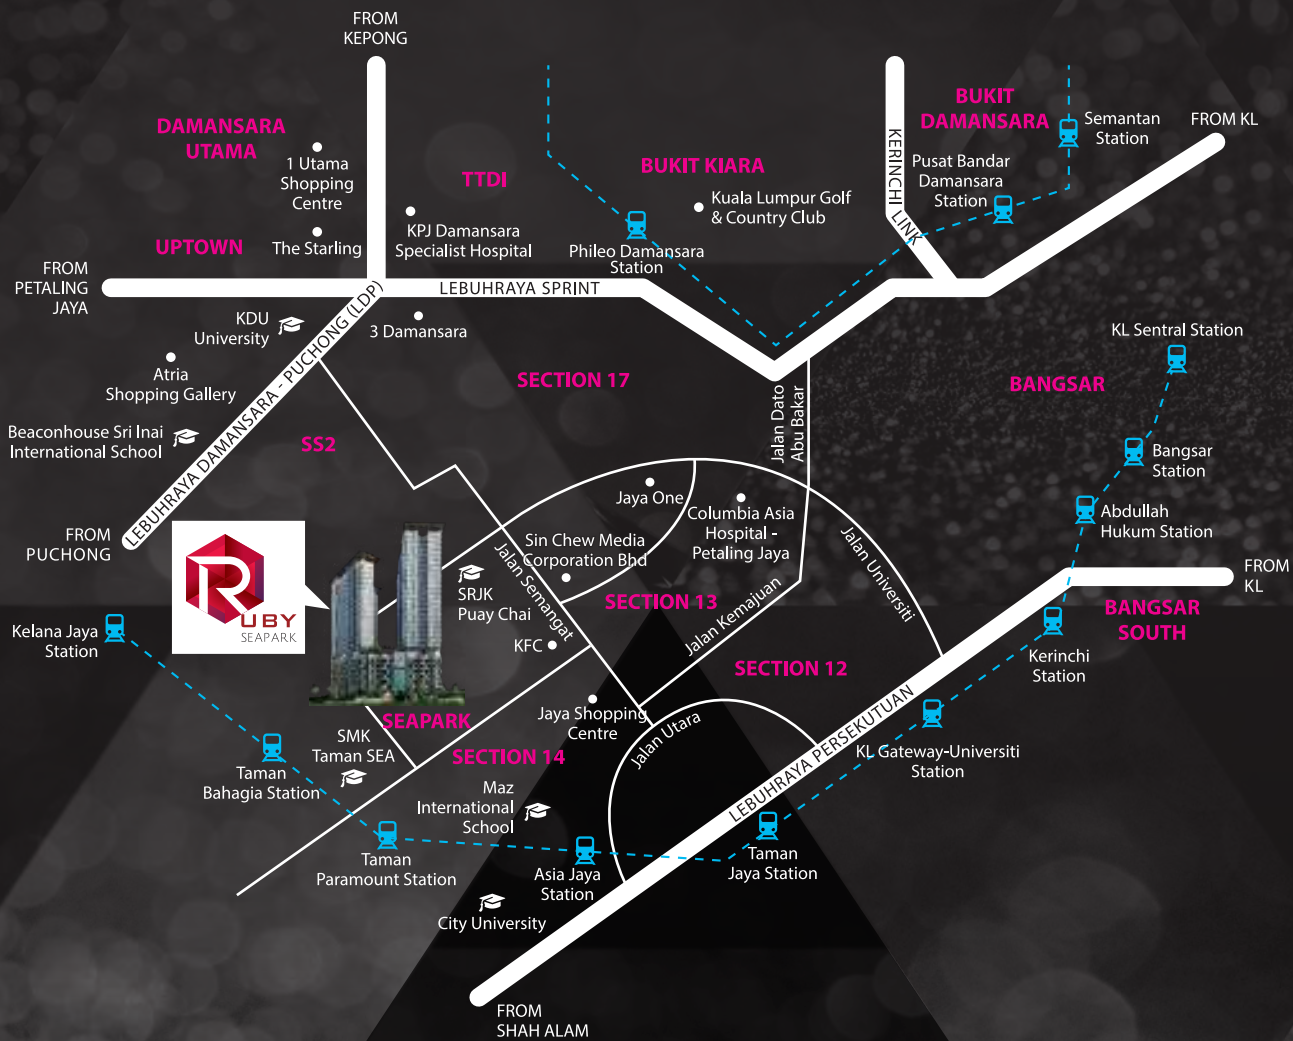 FROM
KEPONG
DAMANSARA
UTAMA
1 Utama
Shopping
Centre
TTDI
BUKIT KIARA
KERINCHI LINK
BUKIT
DAMANSARA
Semantan
Station
FROM KL
Pusat Bandar
Damansara
Station
Kuala Lumpur Golf
& Country Club
UPTOWN
The Starling
KPJ Damansara
Specialist Hospital
Phileo Damansara
Station
FROM
PETALING
JAYA
LEBUHRAYA SPRINT
LEBUHRAYA DAMANSARA - PUCHONG (LDP)
KDU
University
3 Damansara
KL Sentral Station
Atria
Shopping Gallery
SECTION 17
BANGSAR
Jalan Dato
Abu Bakar
Beaconhouse Sri Inai
International School
SS2
Bangsar
Station
Jaya One
Columbia Asia
Hospital -
Petaling Jaya
Abdullah
Hukum Station
FROM
PUCHONG
Sin Chew Media
Corporation Bhd
Jalan Semangat
Jalan Universiti
RUBY
SEAPARK
SRJK
Puay Chai
SECTION 13
Jalan Kemajuan
FROM
KL
BANGSAR
SOUTH
Kelana Jaya
Station
KFC
SECTION 12
Kerinchi
Station
SEAPARK
Jaya Shopping
Centre
Jalan Utara
LEBUHRAYA PERSEKUTUAN
SMK
Taman SEA
SECTION 14
KL Gateway-Universiti
Station
Taman
Bahagia Station
Maz
International
School
Taman
Paramount Station
Asia Jaya
Station
Taman
Jaya Station
City University
FROM
SHAH ALAM